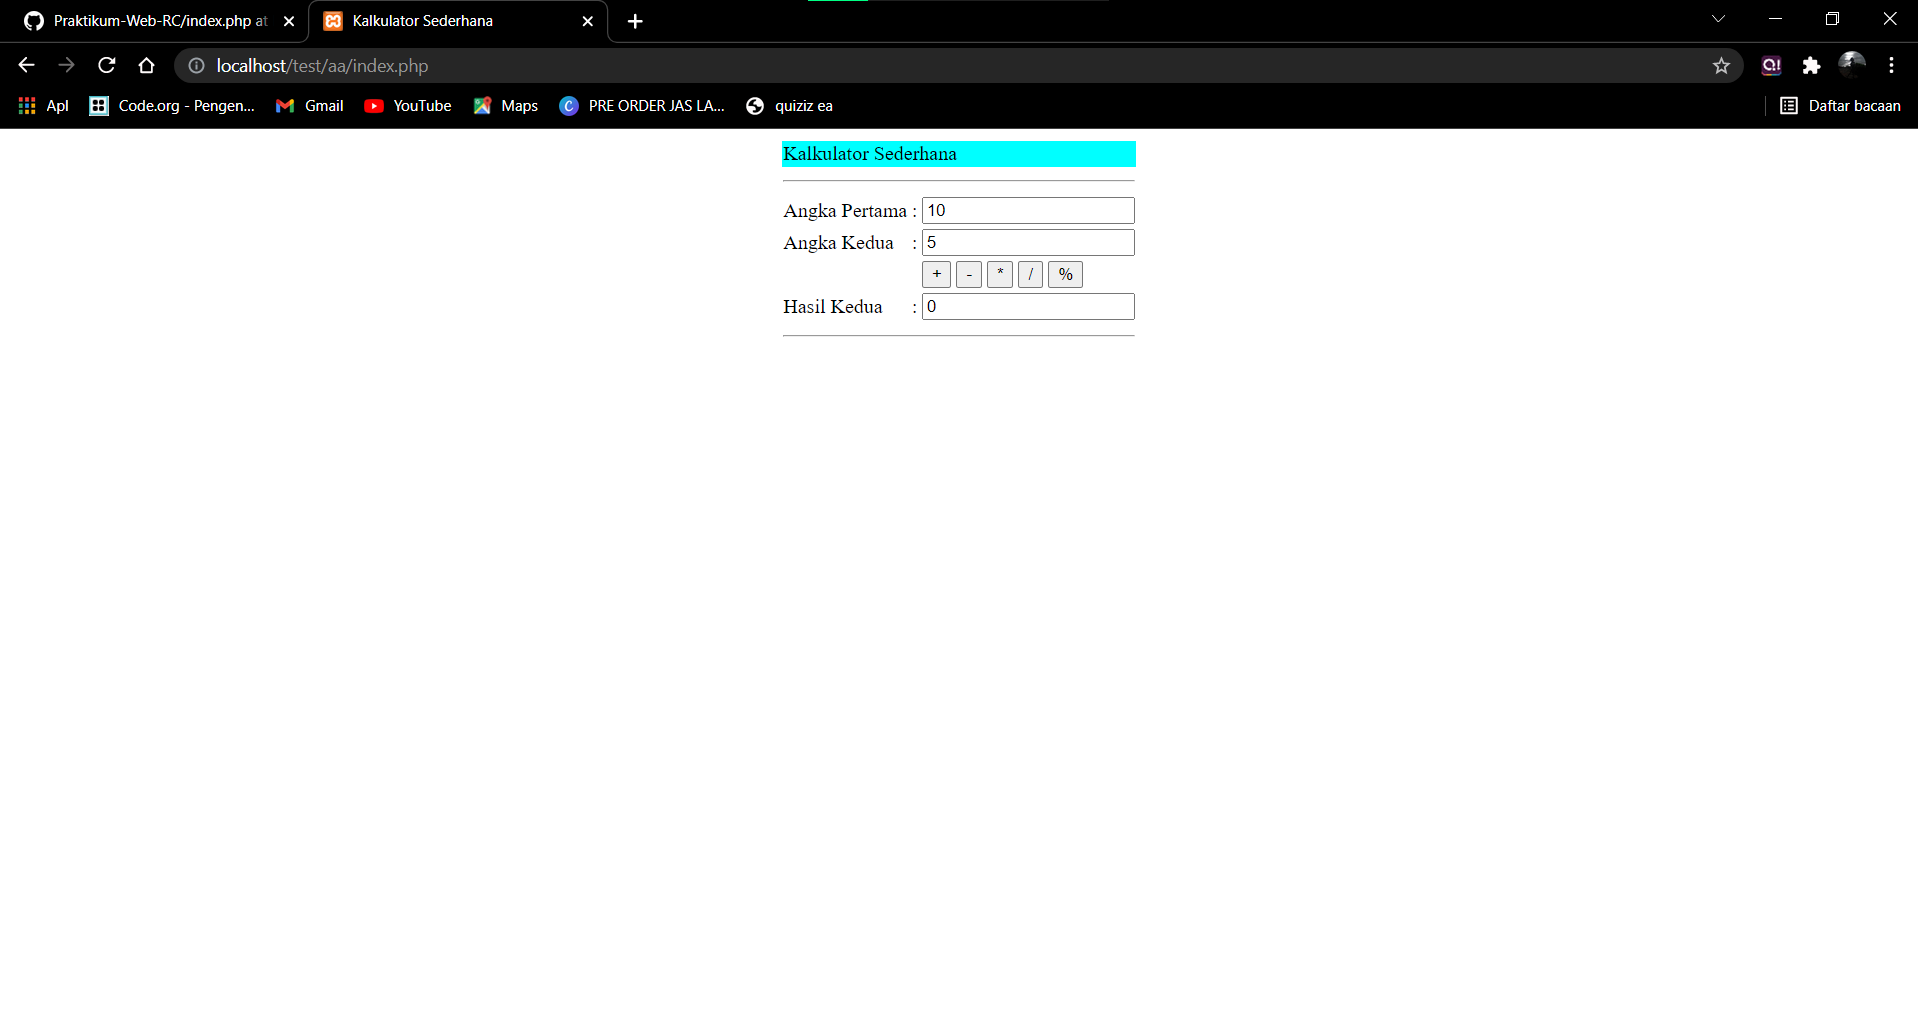 Praktikum-Web-RC/index.php at
Kalkulator Sederhana
localhost/test/aa/index.php
Apl
Code.org - Pengen...
Gmail
YouTube
Maps
PRE ORDER JAS LA...
quiziz ea
Daftar bacaan
Kalkulator Sederhana
Angka Pertama : 10
Angka Kedua : 5
+ - * / %
Hasil Kedua : 0